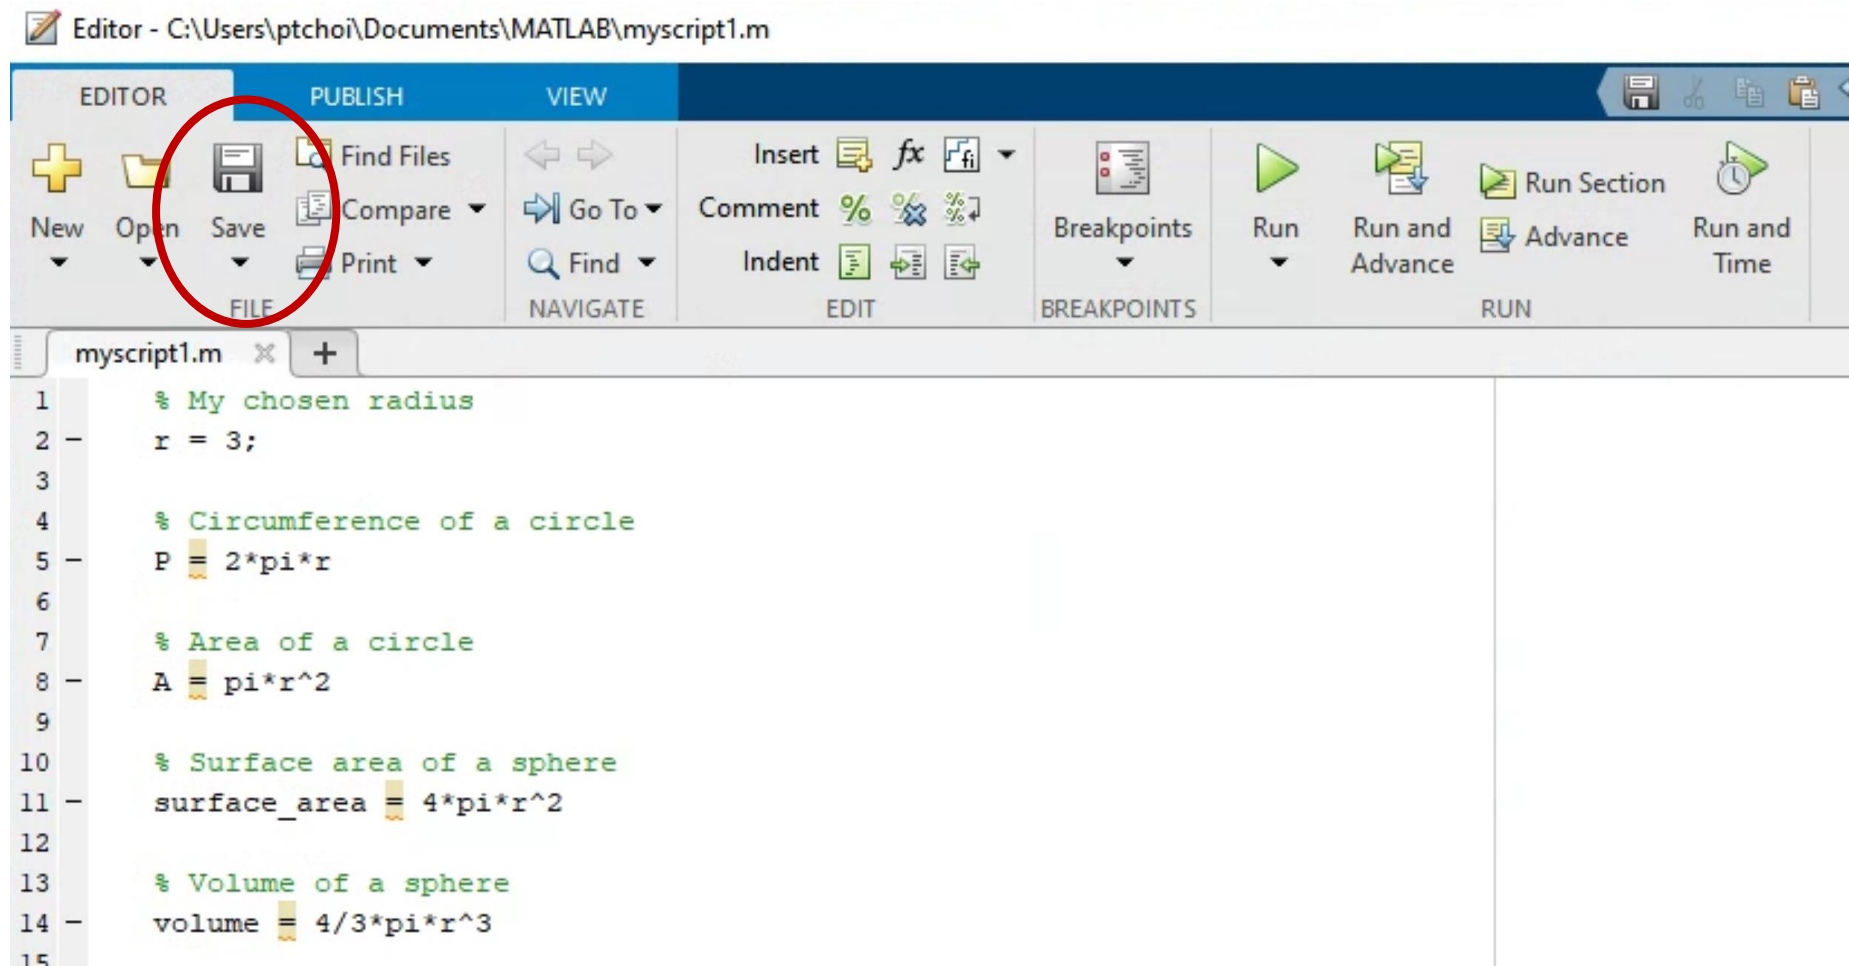 Editor - C:\Users\ptchoi\Documents\MATLAB\myscript1.m
EDITOR PUBLISH VIEW
New
Open
Save
Find Files
Compare
Print
FILE
Go To
Find
NAVIGATE
Insert fx fi
Comment % % %
Indent
EDIT
Breakpoints
BREAKPOINTS
Run
Run and
Advance
Run Section
Advance
Run and
Time
RUN
myscript1.m +
1 % My chosen radius
2 – r = 3;
3
4 % Circumference of a circle
5 – P = 2*pi*r
6
7 % Area of a circle
8 – A = pi*r^2
9
10 % Surface area of a sphere
11 – surface_area = 4*pi*r^2
12
13 % Volume of a sphere
14 – volume = 4/3*pi*r^3
15